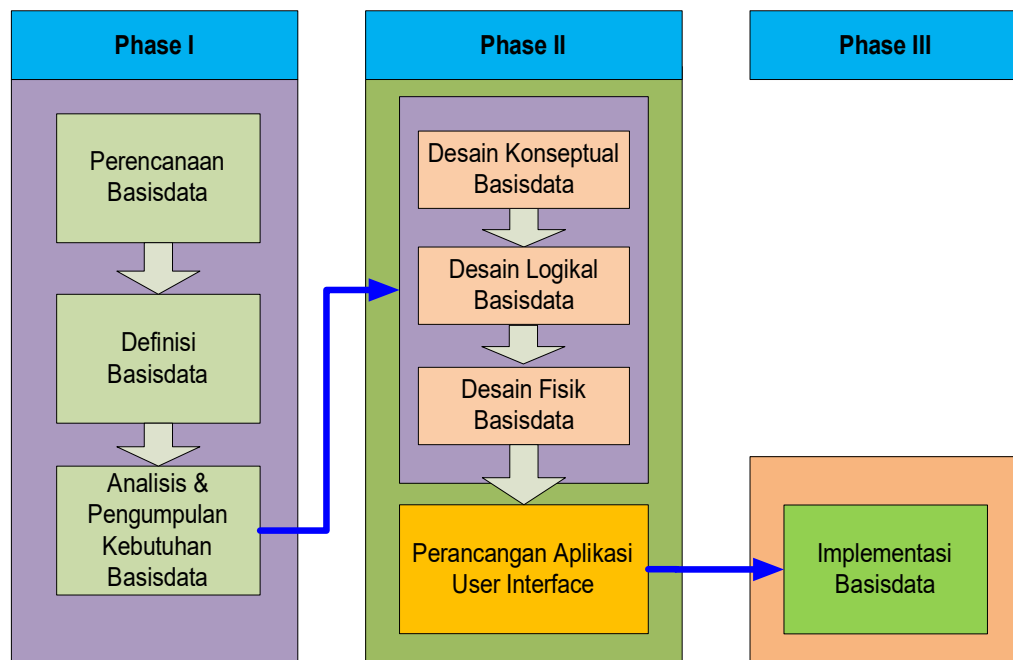 Phase I
Perencanaan
Basisdata
Definisi
Basisdata
Analisis &
Pengumpulan
Kebutuhan
Basisdata
Phase II
Desain Konseptual
Basisdata
Desain Logikal
Basisdata
Desain Fisik
Basisdata
Perancangan Aplikasi
User Interface
Phase III
Implementasi
Basisdata